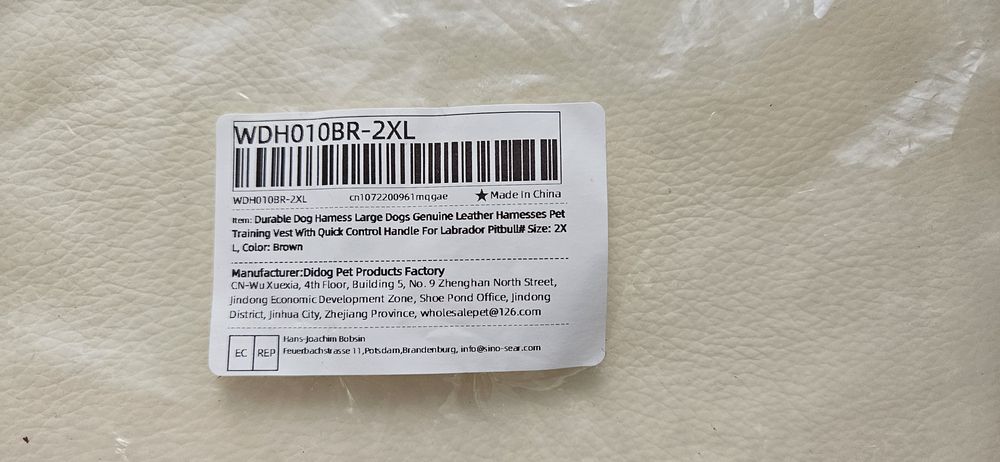 WDH010BR-2XL
WDH010BR-2XL cn1072200961mqgae ★ Made In China
Item: Durable Dog Harness Large Dogs Genuine Leather Harnesses Pet
Training Vest With Quick Control Handle For Labrador Pitbull# Size: 2X
L, Color: Brown
Manufacturer:Didog Pet Products Factory
CN-Wu Xuexia, 4th Floor, Building 5, No. 9 Zhenghan North Street,
Jindong Economic Development Zone, Shoe Pond Office, Jindong
District, Jinhua City, Zhejiang Province, wholesalepet@126.com
EC REP
Hans-Joachim Bobsin
Feuerbachstrasse 11,Potsdam,Brandenburg, info@sino-sear.com